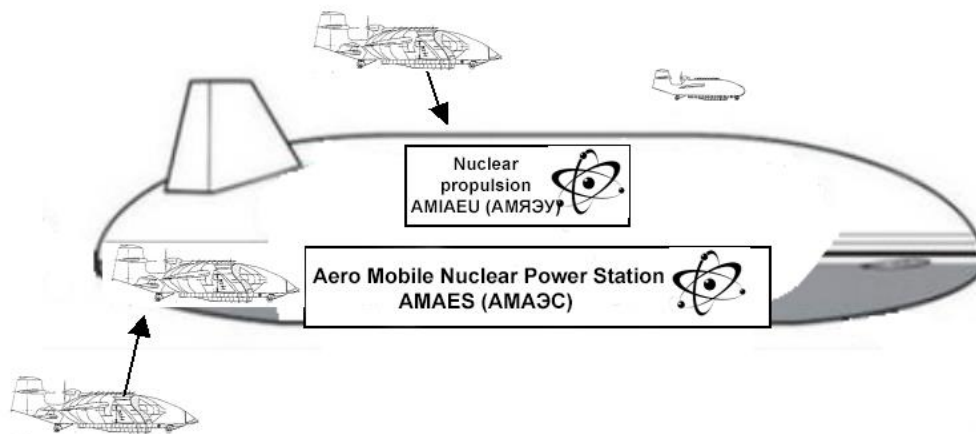 Nuclear
propulsion
AMIAEU (АМЯЭУ)
Aero Mobile Nuclear Power Station
AMAES (АМАЭС)